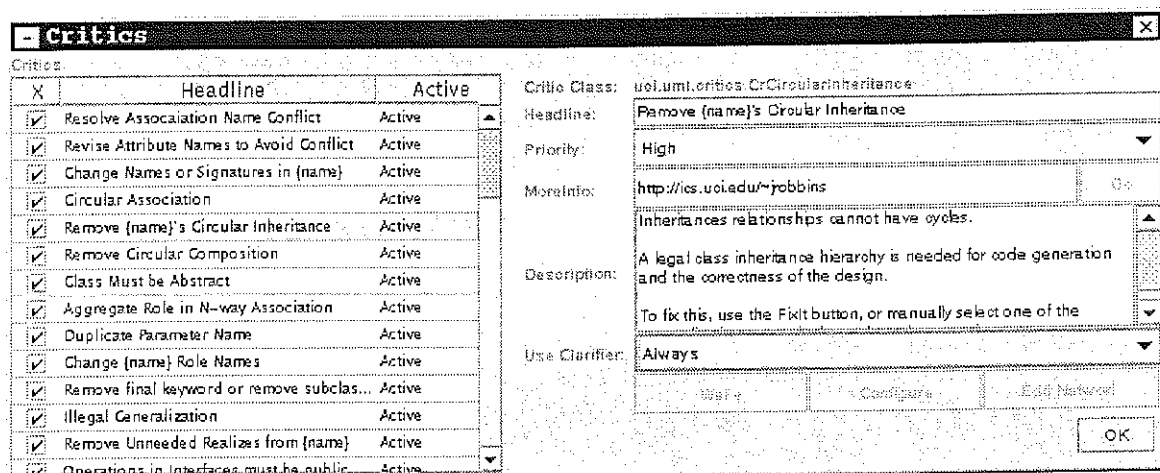 Critics
Critics
X Headline Active
Resolve Assocaiation Name Conflict Active
Revise Attribute Names to Avoid Conflict Active
Change Names or Signatures in {name} Active
Circular Association Active
Remove {name}'s Circular Inheritance Active
Remove Circular Composition Active
Class Must be Abstract Active
Aggregate Role in N-way Association Active
Duplicate Parameter Name Active
Change {name} Role Names Active
Remove final keyword or remove subclas... Active
Illegal Generalization Active
Remove Unneeded Realizes from {name} Active
Operations in Interfaces must be public Active
Critic Class: uci.uml.critics.CrCircularInheritance
Headline: Remove {name}'s Circular Inheritance
Priority: High
MoreInfo: http://ics.uci.edu/~jrobbins Go
Description:
Inheritances relationships cannot have cycles.
A legal class inheritance hierarchy is needed for code generation
and the correctness of the design.
To fix this, use the FixIt button, or manually select one of the
Use Clarifier: Always
Configure Edit Network
OK